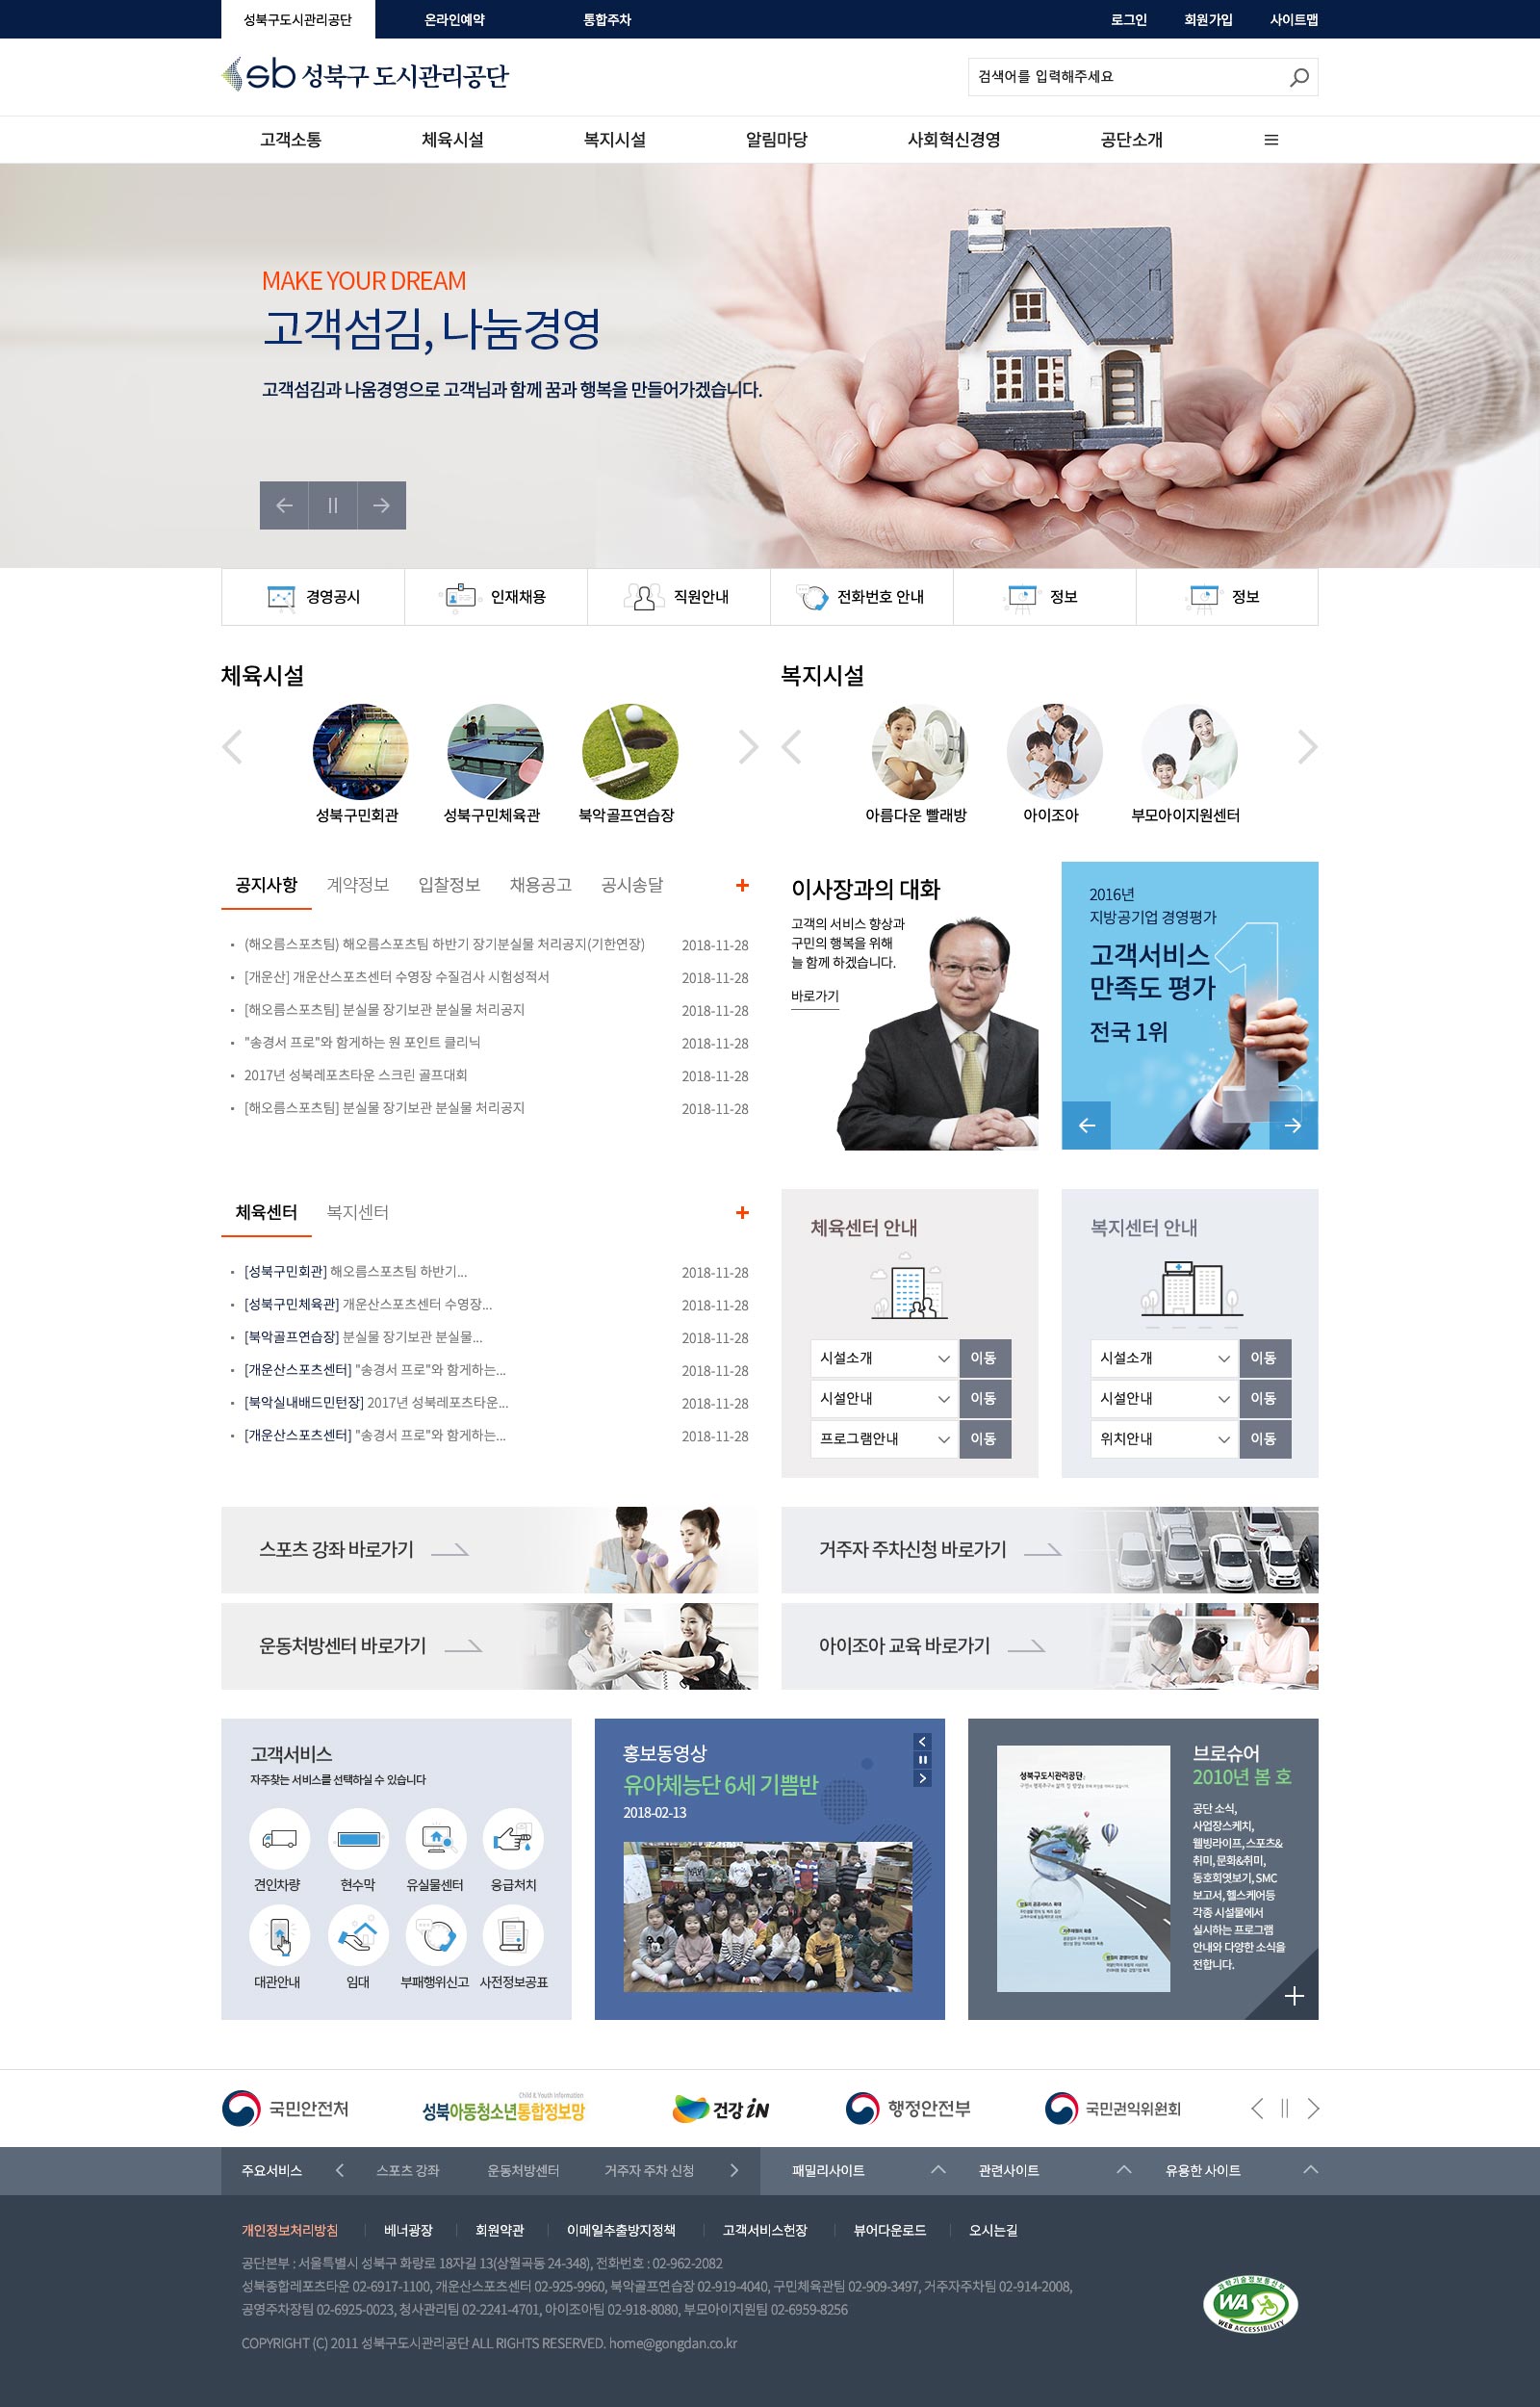 성북구도시관리공단 온라인예약 통합주차 로그인 회원가입 사이트맵
sb 성북구 도시관리공단
검색어를 입력해주세요
고객소통 체육시설 복지시설 알림마당 사회혁신경영 공단소개
MAKE YOUR DREAM
고객섬김, 나눔경영
고객섬김과 나움경영으로 고객님과 함께 꿈과 행복을 만들어가겠습니다.
경영공시 인재채용 직원안내 전화번호 안내 정보 정보
체육시설
성북구민회관 성북구민체육관 북악골프연습장
복지시설
아름다운 빨래방 아이조아 부모아이지원센터
공지사항 계약정보 입찰정보 채용공고 공시송달
(해오름스포츠팀) 해오름스포츠팀 하반기 장기분실물 처리공지(기한연장) 2018-11-28
[개운산] 개운산스포츠센터 수영장 수질검사 시험성적서 2018-11-28
[해오름스포츠팀] 분실물 장기보관 분실물 처리공지 2018-11-28
"송경서 프로"와 함게하는 원 포인트 클리닉 2018-11-28
2017년 성북레포츠타운 스크린 골프대회 2018-11-28
[해오름스포츠팀] 분실물 장기보관 분실물 처리공지 2018-11-28
이사장과의 대화
고객의 서비스 향상과
구민의 행복을 위해
늘 함께 하겠습니다.
바로가기
2016년
지방공기업 경영평가
고객서비스
만족도 평가
전국 1위
1
체육센터 복지센터
[성북구민회관] 해오름스포츠팀 하반기... 2018-11-28
[성북구민체육관] 개운산스포츠센터 수영장... 2018-11-28
[북악골프연습장] 분실물 장기보관 분실물... 2018-11-28
[개운산스포츠센터] "송경서 프로"와 함게하는... 2018-11-28
[북악실내배드민턴장] 2017년 성북레포츠타운... 2018-11-28
[개운산스포츠센터] "송경서 프로"와 함게하는... 2018-11-28
체육센터 안내
시설소개 이동
시설안내 이동
프로그램안내 이동
복지센터 안내
시설소개 이동
시설안내 이동
위치안내 이동
스포츠 강좌 바로가기
거주자 주차신청 바로가기
운동처방센터 바로가기
아이조아 교육 바로가기
고객서비스
자주찾는 서비스를 선택하실 수 있습니다
견인차량 현수막 유실물센터 응급처치
대관안내 임대 부패행위신고 사전정보공표
홍보동영상
유아체능단 6세 기쁨반
2018-02-13
성북구도시관리공단
브로슈어
2010년 봄 호
공단 소식,
사업장스케치,
웰빙라이프, 스포츠&
취미, 문화&취미,
동호회엿보기, SMC
보고서, 헬스케어등
각종 시설물에서
실시하는 프로그램
안내와 다양한 소식을
전합니다.
국민안전처
Child & Youth Information
성북아동청소년통합정보망
건강iN
행정안전부
국민권익위원회
주요서비스 스포츠 강좌 운동처방센터 거주자 주차 신청 패밀리사이트 관련사이트 유용한 사이트
개인정보처리방침 베너광장 회원약관 이메일추출방지정책 고객서비스헌장 뷰어다운로드 오시는길
공단본부 : 서울특별시 성북구 화랑로 18자길 13(상월곡동 24-348), 전화번호 : 02-962-2082
성북종합레포츠타운 02-6917-1100, 개운산스포츠센터 02-925-9960, 북악골프연습장 02-919-4040, 구민체육관팀 02-909-3497, 거주자주차팀 02-914-2008,
공영주차장팀 02-6925-0023, 청사관리팀 02-2241-4701, 아이조아팀 02-918-8080, 부모아이지원팀 02-6959-8256
COPYRIGHT (C) 2011 성북구도시관리공단 ALL RIGHTS RESERVED. home@gongdan.co.kr
과학기술정보통신부
WA
WEB ACCESSIBILITY